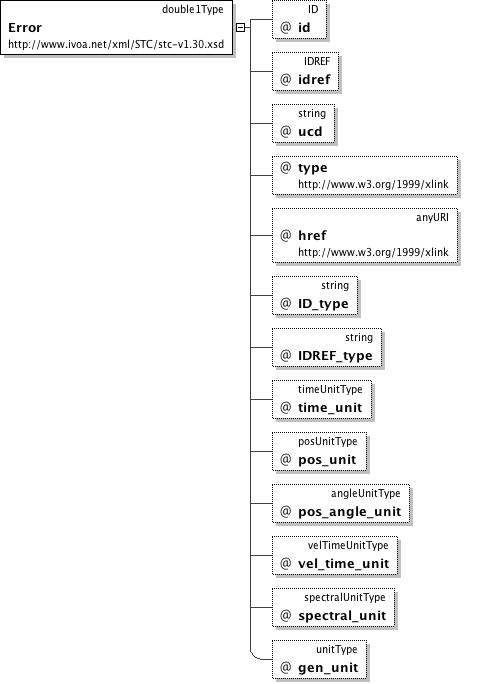 double1Type
Error
http://www.ivoa.net/xml/STC/stc-v1.30.xsd
ID
@ id
IDREF
@ idref
string
@ ucd
@ type
http://www.w3.org/1999/xlink
anyURI
@ href
http://www.w3.org/1999/xlink
string
@ ID_type
string
@ IDREF_type
timeUnitType
@ time_unit
posUnitType
@ pos_unit
angleUnitType
@ pos_angle_unit
velTimeUnitType
@ vel_time_unit
spectralUnitType
@ spectral_unit
unitType
@ gen_unit